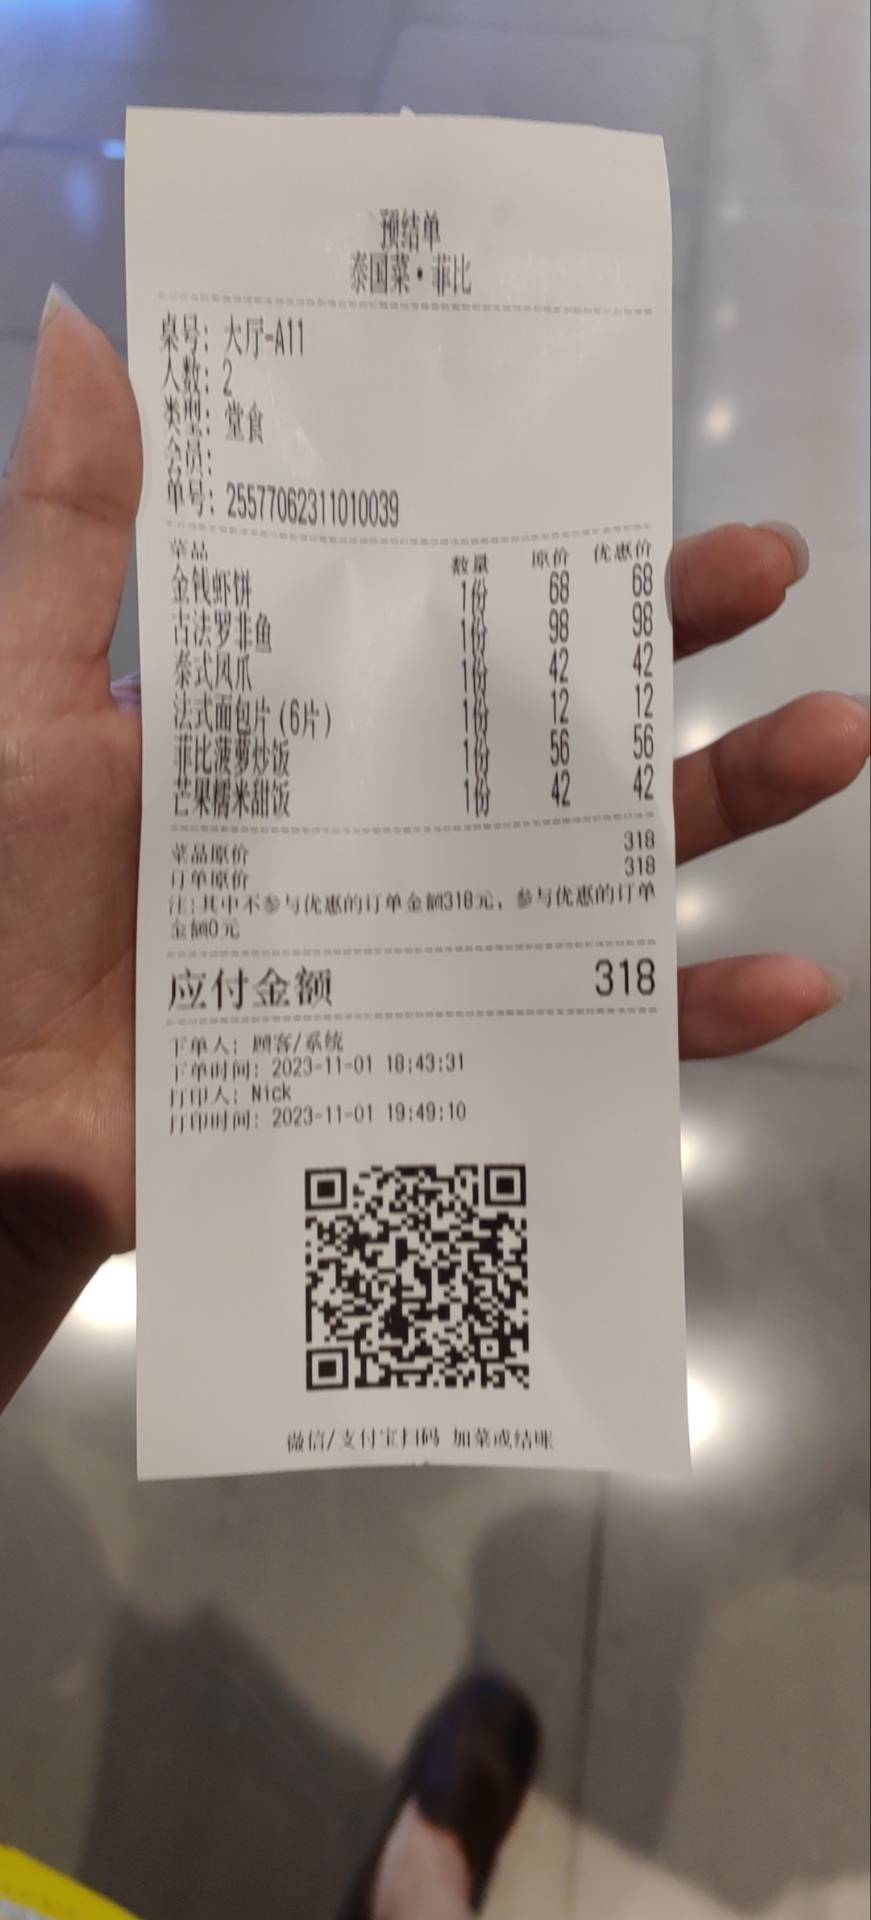 预结单
泰国菜·菲比
桌号: 大厅-A11
人数: 2
类型: 堂食
会员:
单号: 25577062311010039
菜品 数量 原价 优惠价
金钱虾饼 1份 68 68
古法罗非鱼 1份 98 98
泰式凤爪 1份 42 42
法式面包片(6片) 1份 12 12
菲比菠萝炒饭 1份 56 56
芒果糯米甜饭 1份 42 42
菜品原价 318
订单原价 318
注:其中不参与优惠的订单金额318元，参与优惠的订单
金额0元
应付金额 318
下单人: 顾客/系统
下单时间: 2023-11-01 18:43:31
打印人: Nick
打印时间: 2023-11-01 19:49:10
微信/支付宝扫码 加菜或结账